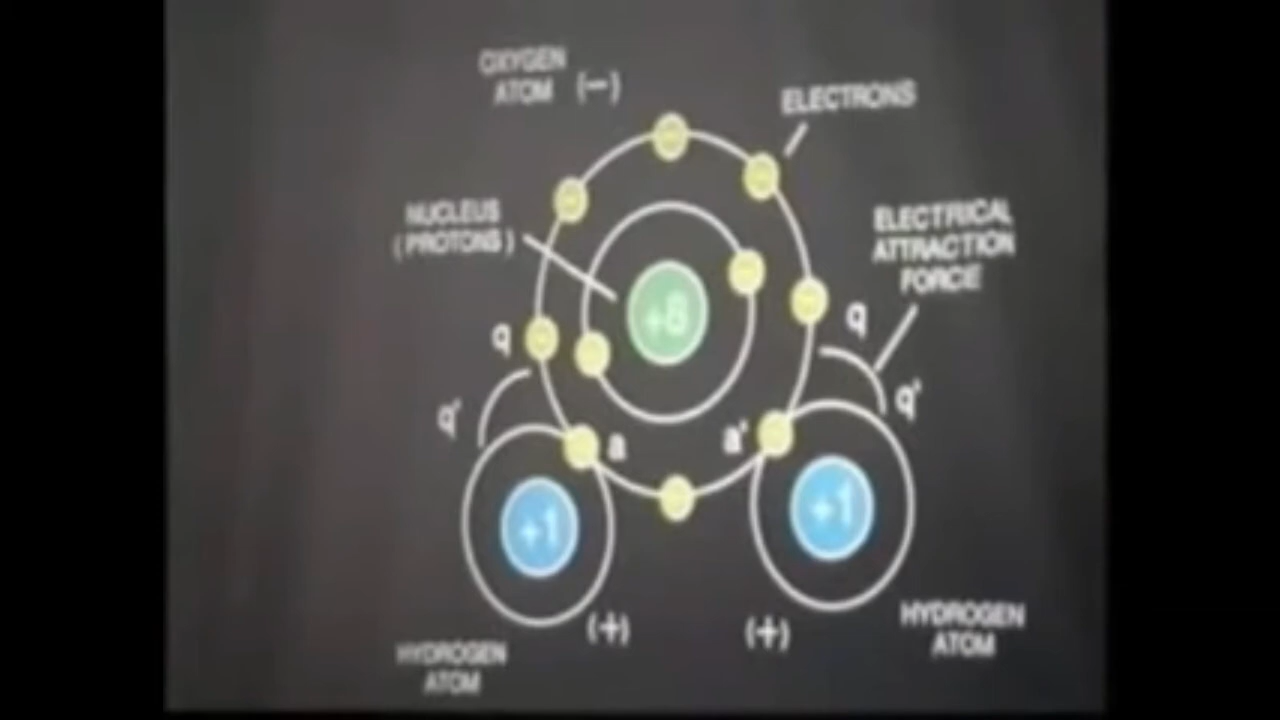 OXYGEN
ATOM (−)
ELECTRONS
NUCLEUS
(PROTONS)
ELECTRICAL
ATTRACTION
FORCE
+8
q
q
q'
q'
a
a'
+1
+1
(+)
(+)
HYDROGEN
ATOM
HYDROGEN
ATOM